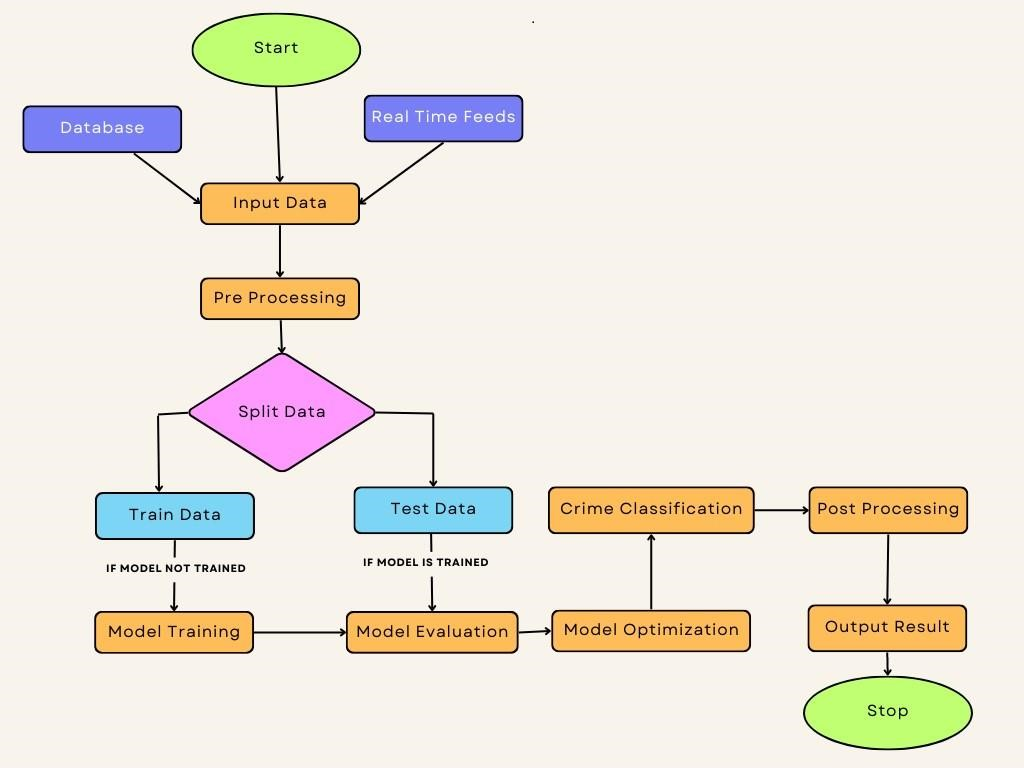 Start
Database
Real Time Feeds
Input Data
Pre Processing
Split Data
Train Data
Test Data
Crime Classification
Post Processing
IF MODEL NOT TRAINED
IF MODEL IS TRAINED
Model Training
Model Evaluation
Model Optimization
Output Result
Stop